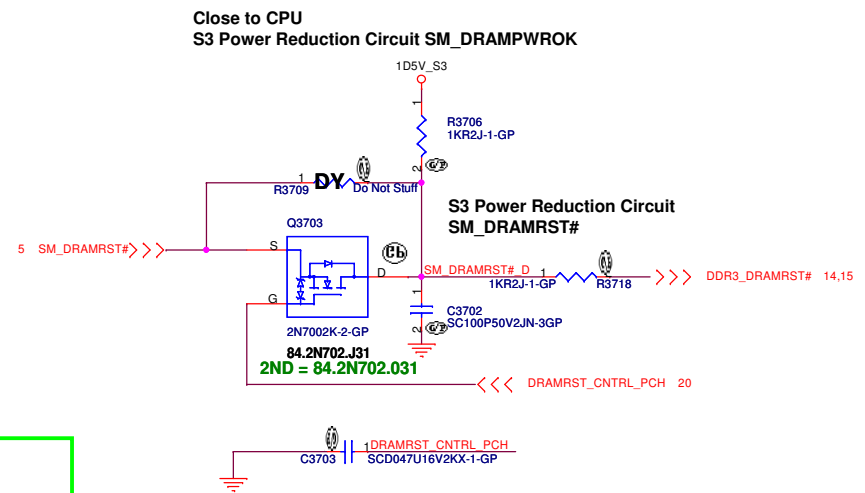 Close to CPU
S3 Power Reduction Circuit SM_DRAMPWROK
1D5V_S3
1
R3706
1KR2J-1-GP
2
G/P
1
R3709
DY
Do Not Stuff
S3 Power Reduction Circuit
SM_DRAMRST#
Q3703
5 SM_DRAMRST#
S
D
G
SM_DRAMRST#_D
1
1KR2J-1-GP
R3718
DDR3_DRAMRST# 14,15
1
C3702
SC100P50V2JN-3GP
2
G/P
2N7002K-2-GP
84.2N702.J31
2ND = 84.2N702.031
DRAMRST_CNTRL_PCH 20
C3703
1
DRAMRST_CNTRL_PCH
SCD047U16V2KX-1-GP